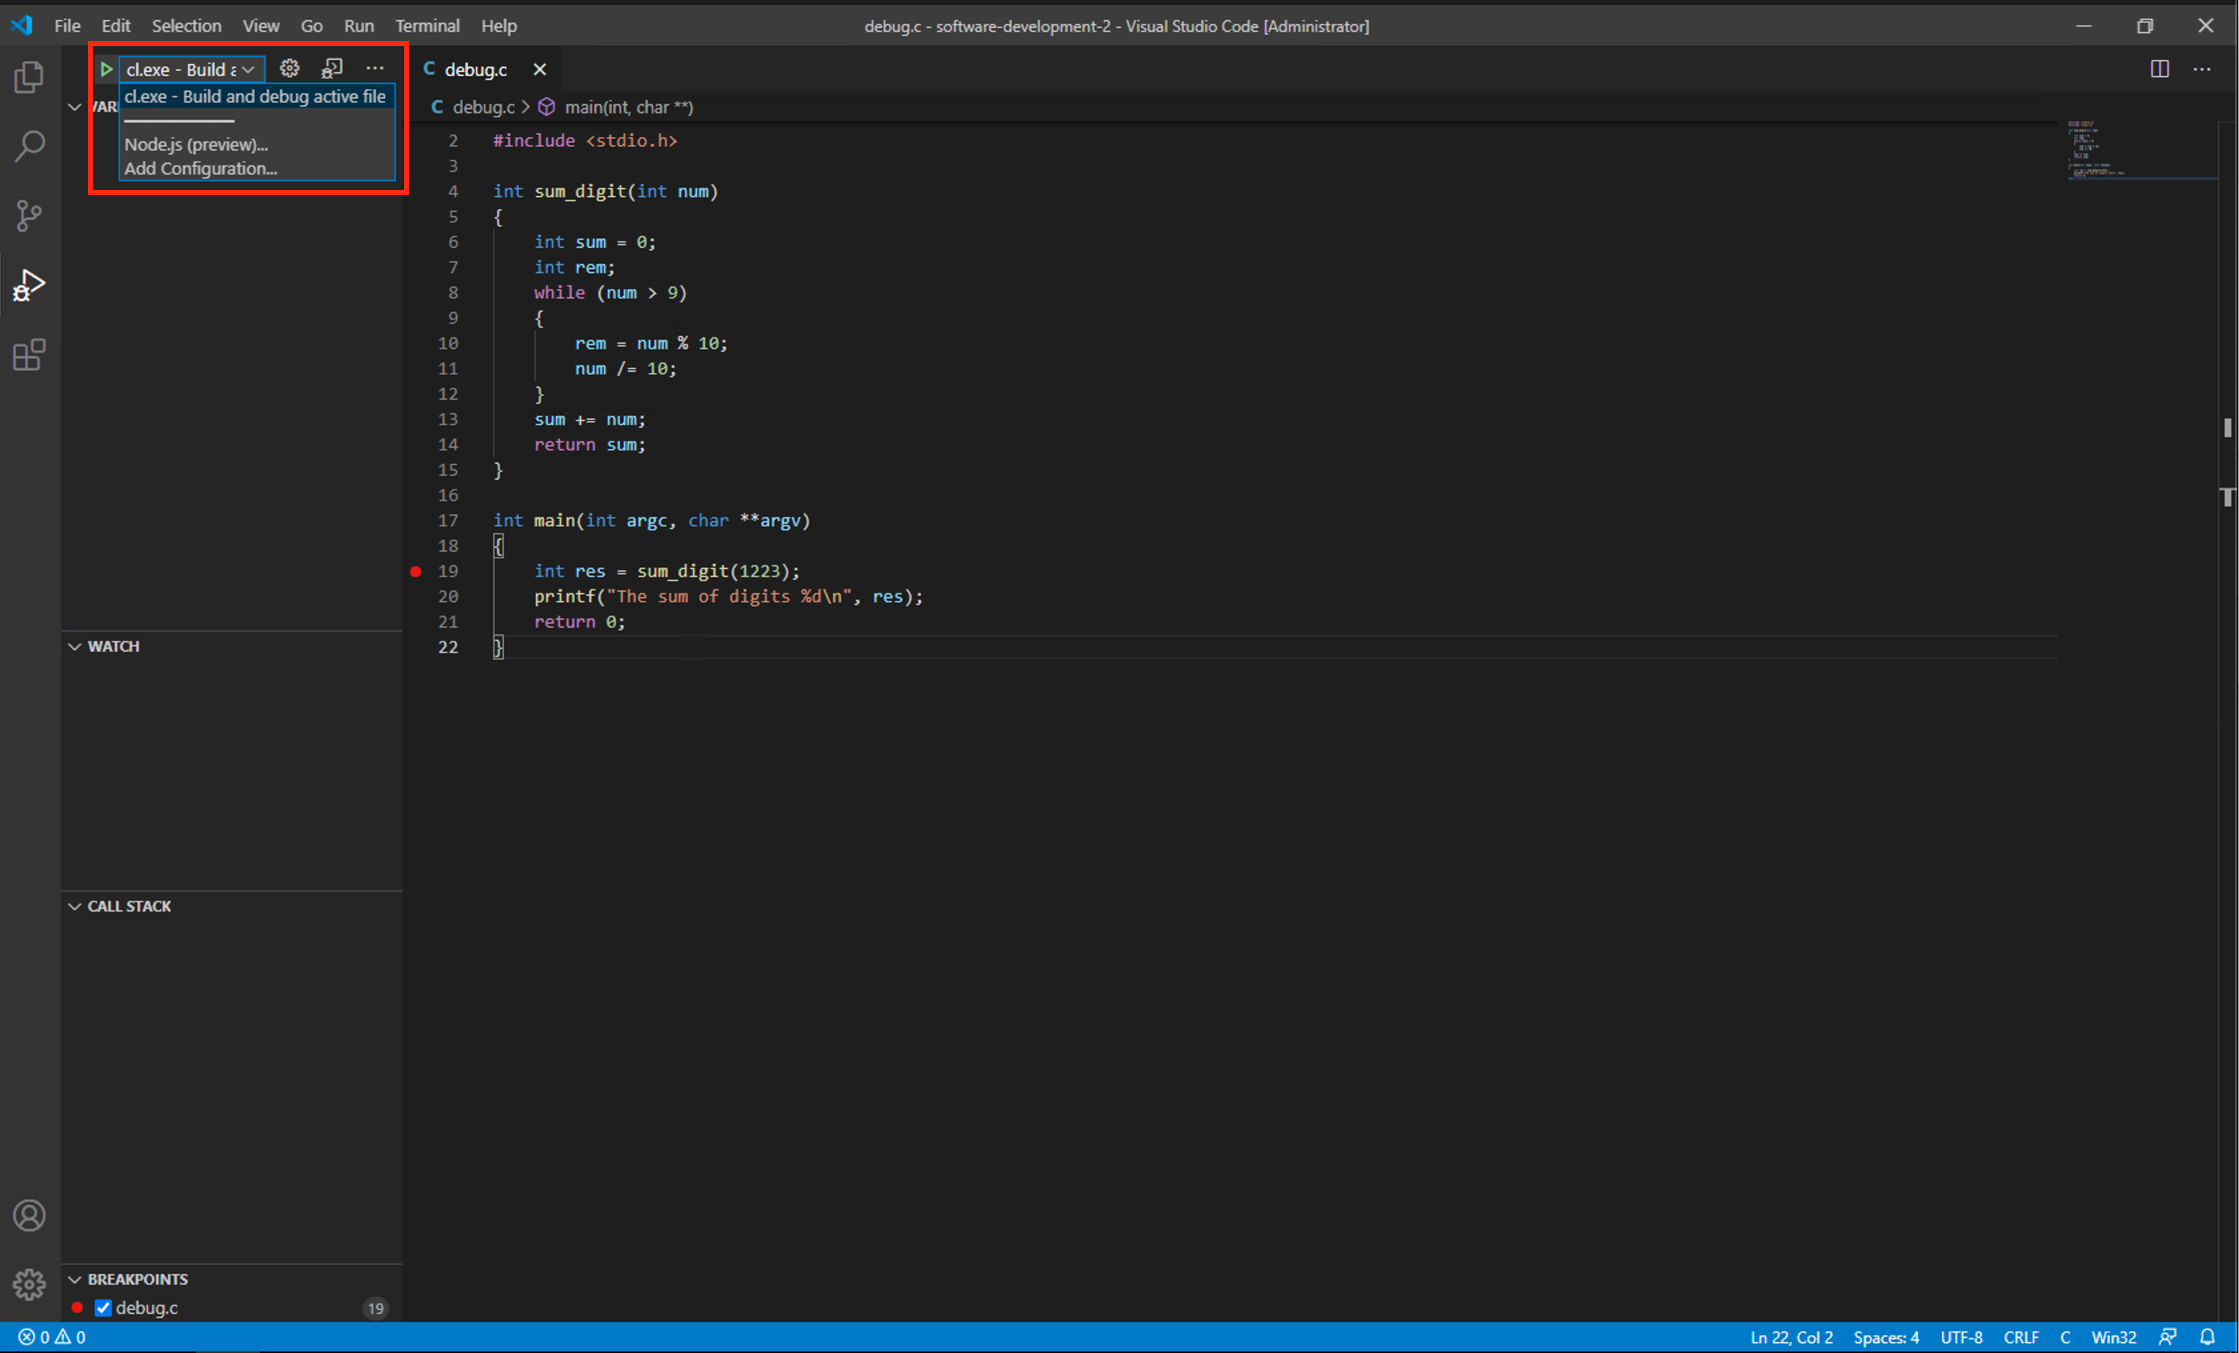 File Edit Selection View Go Run Terminal Help
debug.c - software-development-2 - Visual Studio Code [Administrator]
cl.exe - Build a
cl.exe - Build and debug active file
Node.js (preview)...
Add Configuration...
WATCH
CALL STACK
BREAKPOINTS
debug.c 19
C debug.c
C debug.c > main(int, char **)
2 #include <stdio.h>
3
4 int sum_digit(int num)
5 {
6 int sum = 0;
7 int rem;
8 while (num > 9)
9 {
10 rem = num % 10;
11 num /= 10;
12 }
13 sum += num;
14 return sum;
15 }
16
17 int main(int argc, char **argv)
18 {
19 int res = sum_digit(1223);
20 printf("The sum of digits %d\n", res);
21 return 0;
22 }
0 0
Ln 22, Col 2 Spaces: 4 UTF-8 CRLF C Win32